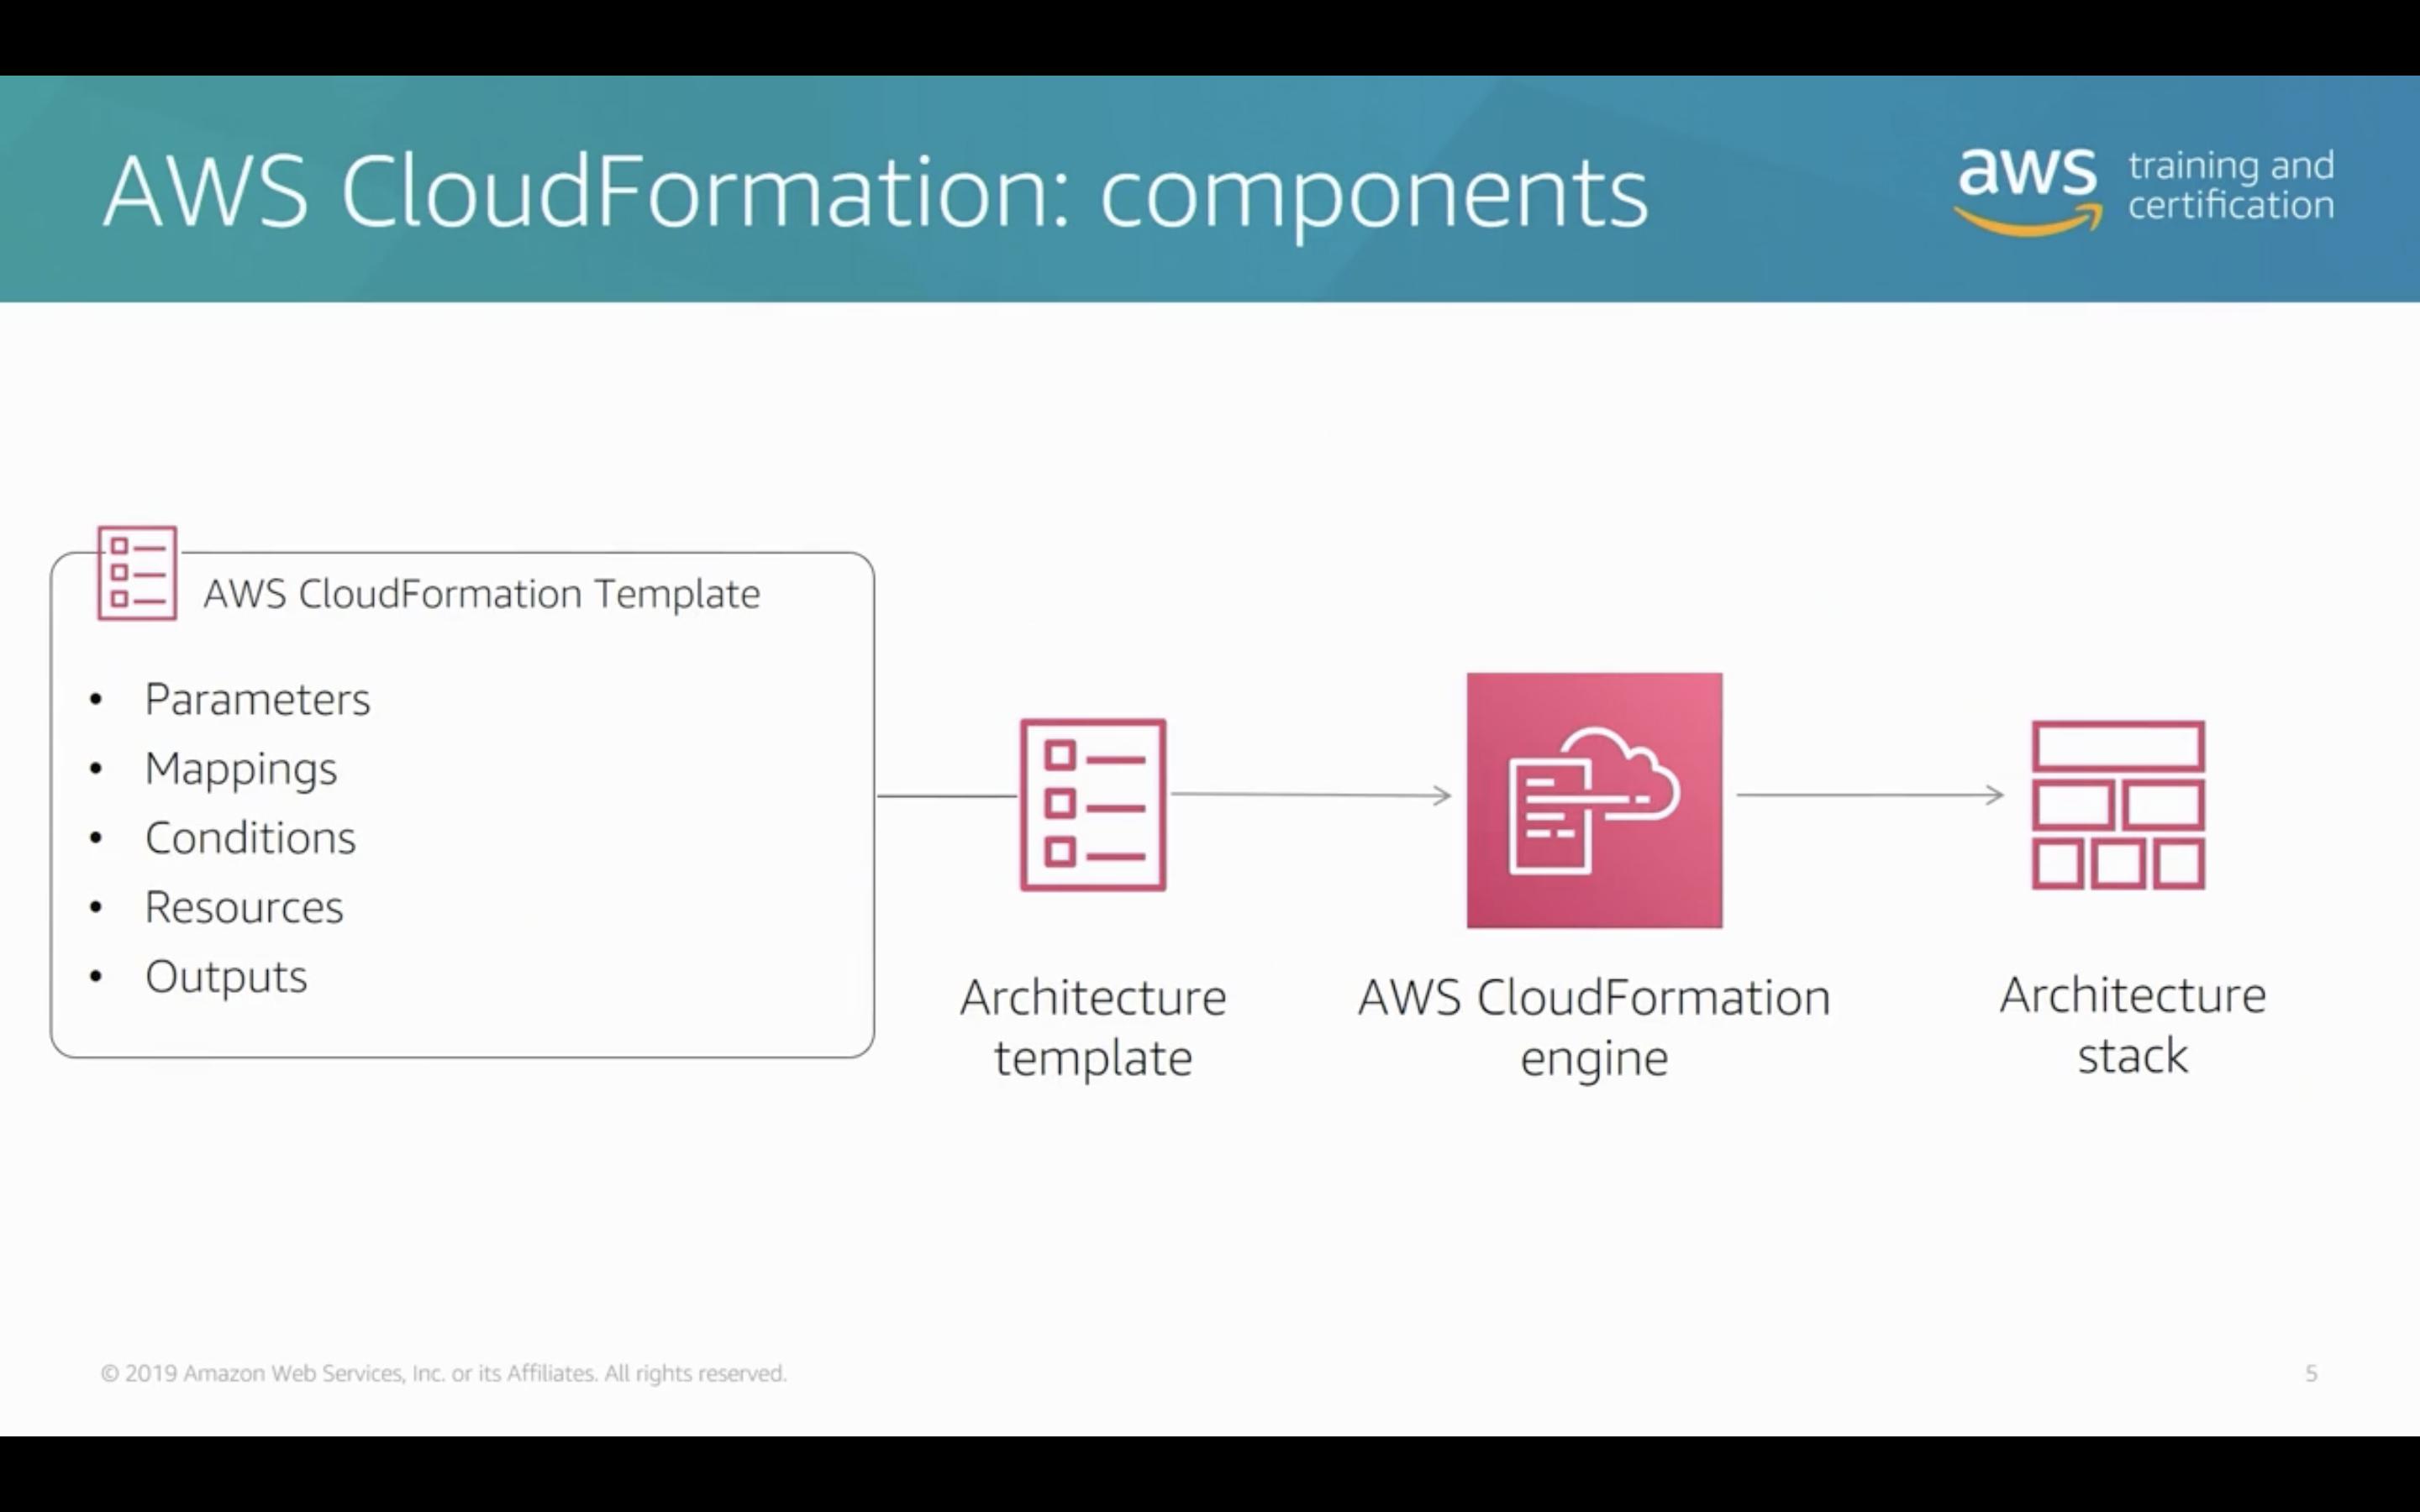 AWS CloudFormation: components
aws training and
certification
AWS CloudFormation Template
• Parameters
• Mappings
• Conditions
• Resources
• Outputs
Architecture
template
AWS CloudFormation
engine
Architecture
stack
© 2019 Amazon Web Services, Inc. or its Affiliates. All rights reserved.
5